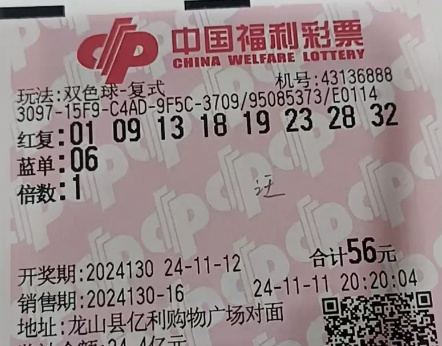 中国福利彩票
CHINA WELFARE LOTTERY
玩法:双色球-复式 机号:43136888
3097-15F9-C4AD-9F5C-3709/95085373/E0114
红复:01 09 13 18 19 23 28 32
蓝单:06
倍数:1
开奖期:2024130 24-11-12 合计56元
销售期:2024130-16 24-11-11 20:20:04
地址:龙山县亿利购物广场对面